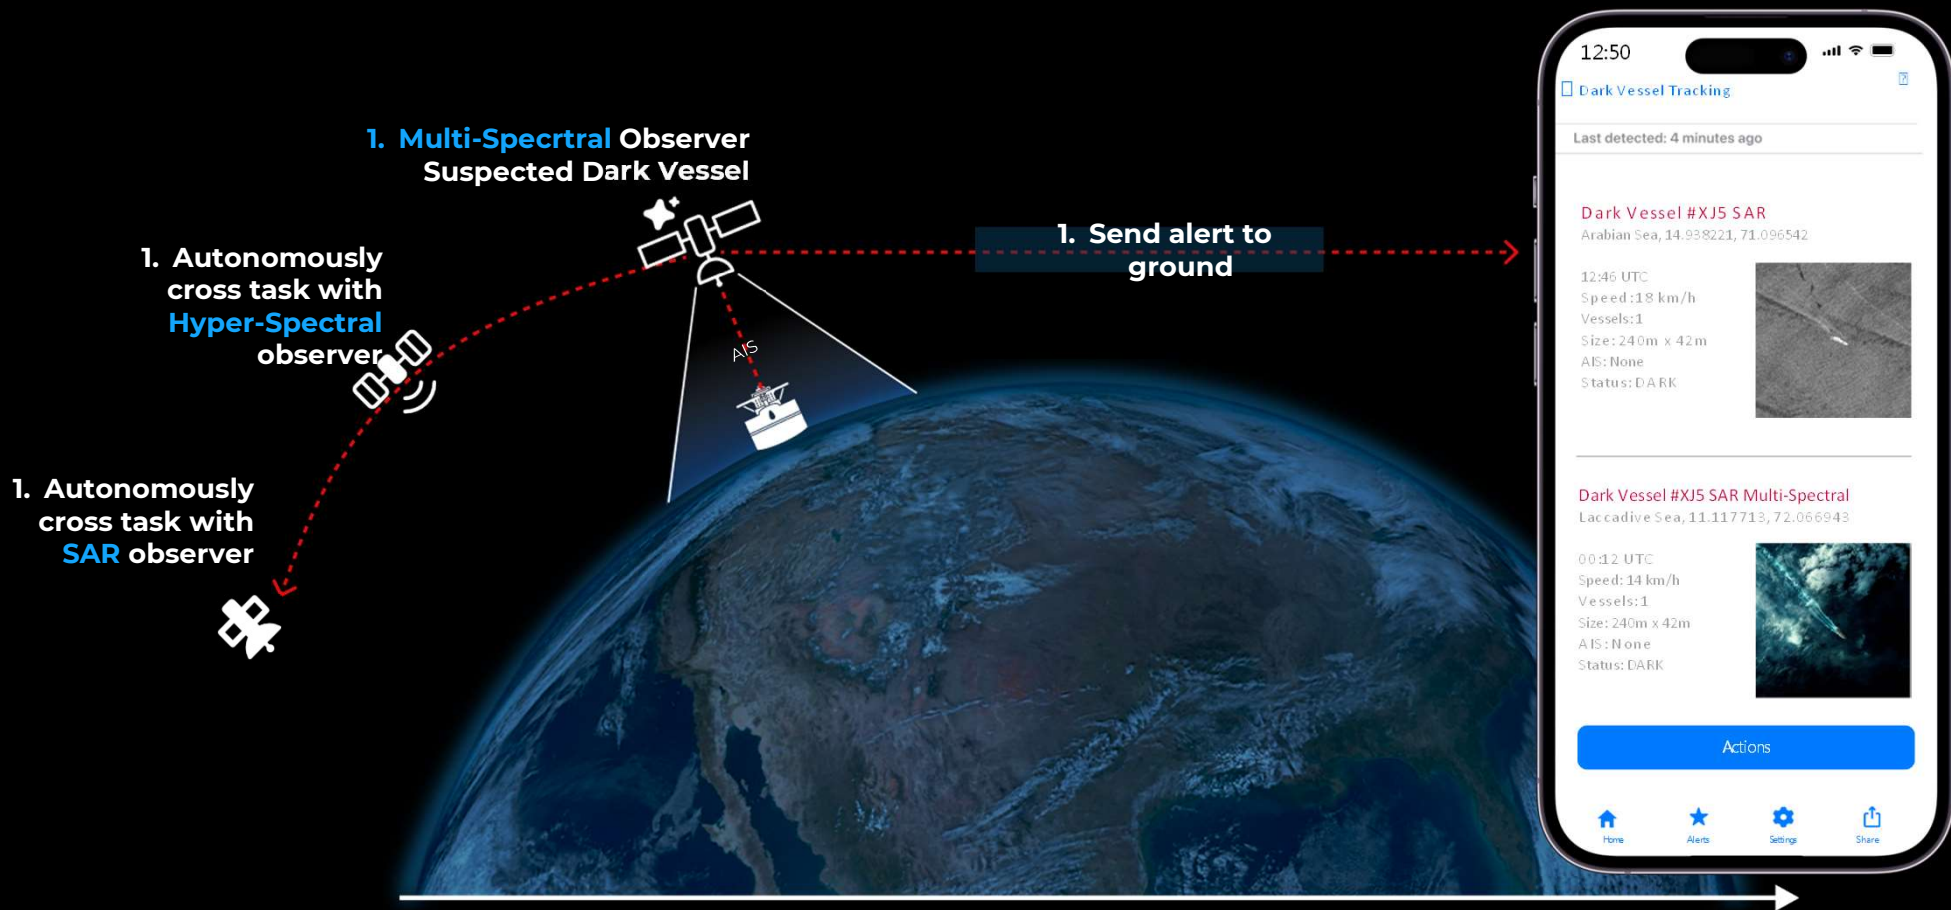 1. Multi-Specrtral Observer
Suspected Dark Vessel
1. Autonomously
cross task with
Hyper-Spectral
observer
1. Autonomously
cross task with
SAR observer
AIS
1. Send alert to
ground
12:50
Dark Vessel Tracking
Last detected: 4 minutes ago
Dark Vessel #XJ5 SAR
Arabian Sea, 14.938221, 71.096542
12:46 UTC
Speed:18 km/h
Vessels:1
Size: 240m x 42m
AIS: None
Status: DARK
Dark Vessel #XJ5 SAR Multi-Spectral
Laccadive Sea, 11.117713, 72.066943
00:12 UTC
Speed: 14 km/h
Vessels:1
Size: 240m x 42m
AIS: None
Status: DARK
Actions
Home
Alerts
Settings
Share